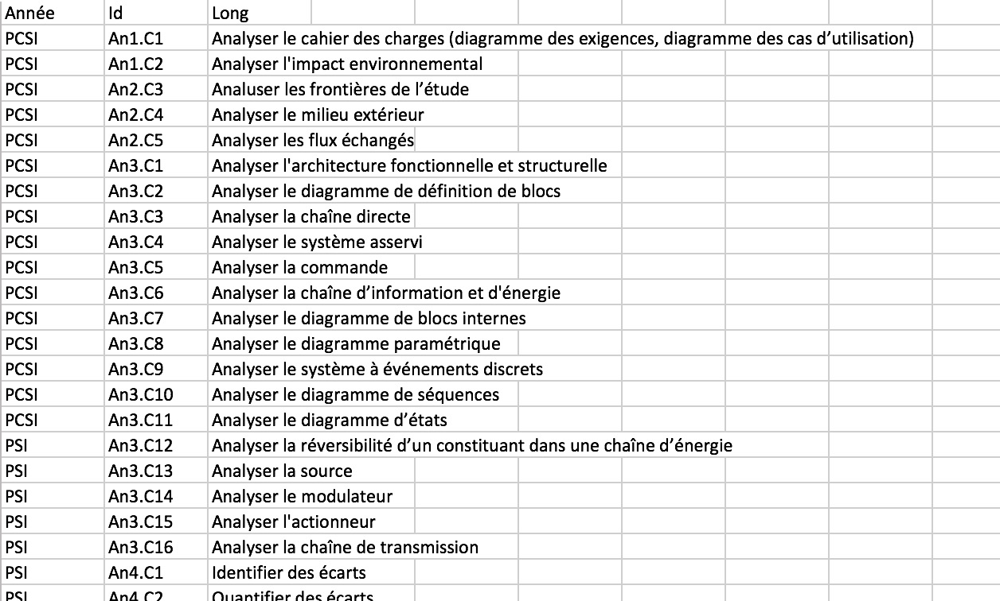 Année Id Long
PCSI An1.C1 Analyser le cahier des charges (diagramme des exigences, diagramme des cas d’utilisation)
PCSI An1.C2 Analyser l'impact environnemental
PCSI An2.C3 Analuser les frontières de l’étude
PCSI An2.C4 Analyser le milieu extérieur
PCSI An2.C5 Analyser les flux échangés
PCSI An3.C1 Analyser l'architecture fonctionnelle et structurelle
PCSI An3.C2 Analyser le diagramme de définition de blocs
PCSI An3.C3 Analyser la chaîne directe
PCSI An3.C4 Analyser le système asservi
PCSI An3.C5 Analyser la commande
PCSI An3.C6 Analyser la chaîne d’information et d'énergie
PCSI An3.C7 Analyser le diagramme de blocs internes
PCSI An3.C8 Analyser le diagramme paramétrique
PCSI An3.C9 Analyser le système à événements discrets
PCSI An3.C10 Analyser le diagramme de séquences
PCSI An3.C11 Analyser le diagramme d’états
PSI An3.C12 Analyser la réversibilité d’un constituant dans une chaîne d’énergie
PSI An3.C13 Analyser la source
PSI An3.C14 Analyser le modulateur
PSI An3.C15 Analyser l'actionneur
PSI An3.C16 Analyser la chaîne de transmission
PSI An4.C1 Identifier des écarts
PSI An4.C2 Quantifier des écarts